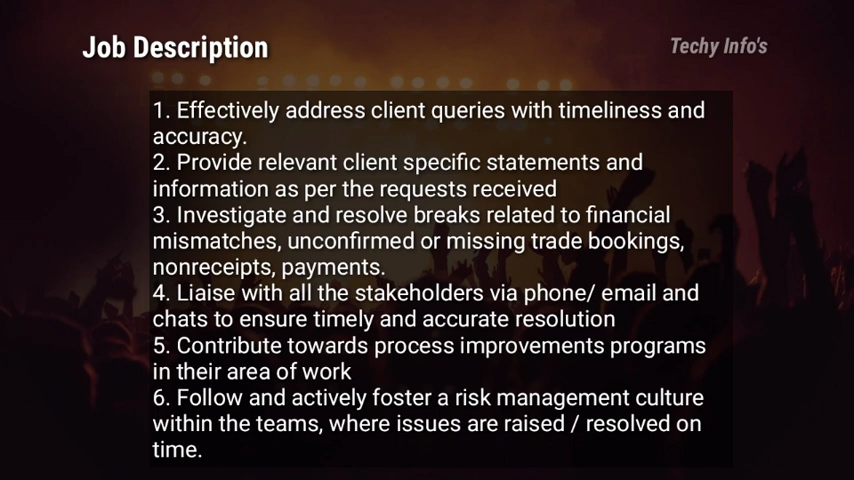 Job Description
Techy Info's
1. Effectively address client queries with timeliness and
accuracy.
2. Provide relevant client specific statements and
information as per the requests received
3. Investigate and resolve breaks related to financial
mismatches, unconfirmed or missing trade bookings,
nonreceipts, payments.
4. Liaise with all the stakeholders via phone/ email and
chats to ensure timely and accurate resolution
5. Contribute towards process improvements programs
in their area of work
6. Follow and actively foster a risk management culture
within the teams, where issues are raised / resolved on
time.